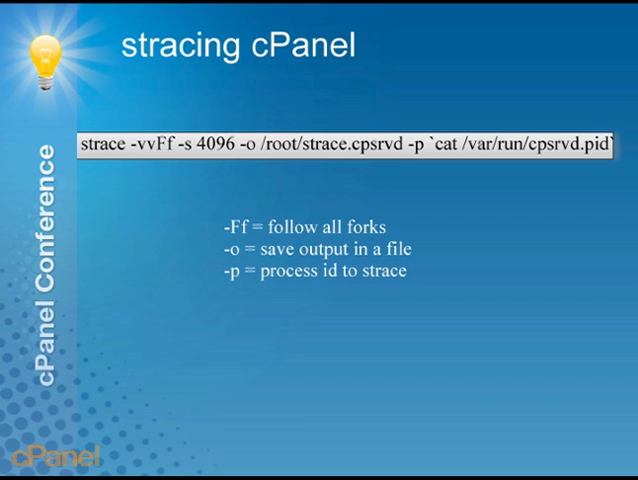 stracing cPanel
strace -vvFf -s 4096 -o /root/strace.cpsrvd -p `cat /var/run/cpsrvd.pid`
-Ff = follow all forks
-o = save output in a file
-p = process id to strace
cPanel Conference
cPanel